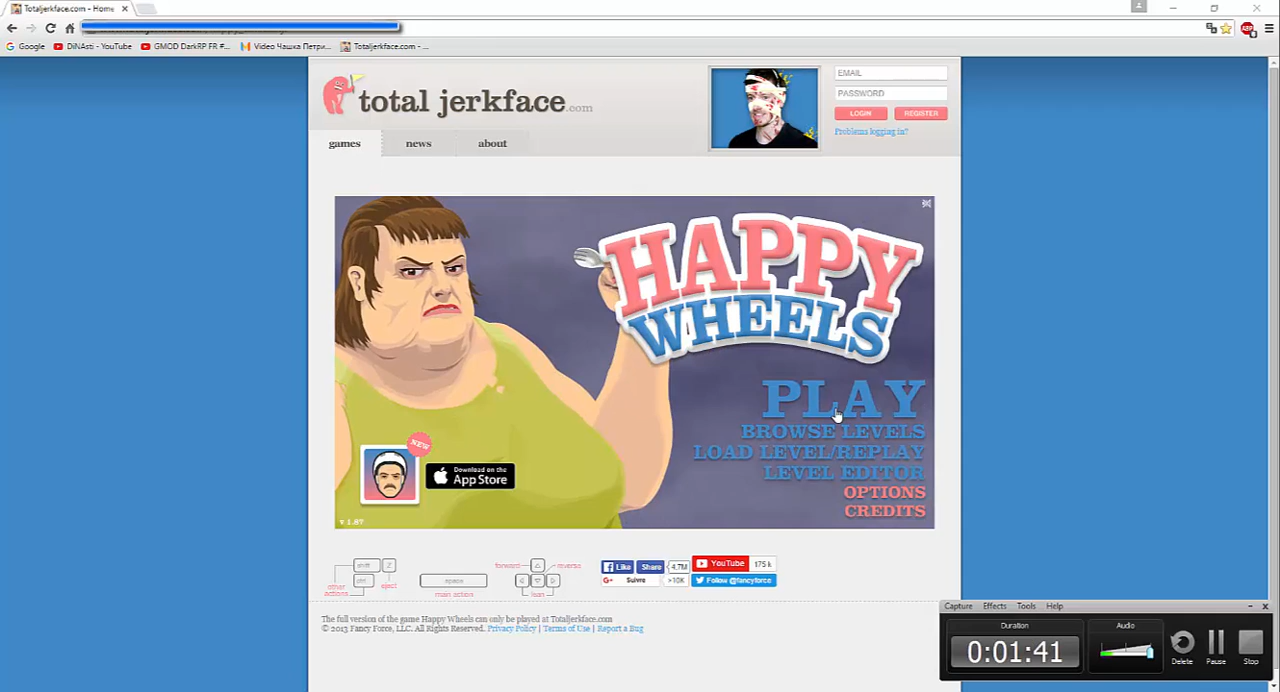 Totaljerkface.com - Home
Google
DiNAsti - YouTube
GMOD DarkRP FR #...
Video Чашка Петри...
Totaljerkface.com - ...
ABP
total jerkface.com
EMAIL
PASSWORD
LOGIN
REGISTER
Problems logging in?
games
news
about
HAPPY
WHEELS
PLAY
BROWSE LEVELS
LOAD LEVEL/REPLAY
LEVEL EDITOR
OPTIONS
CREDITS
NEW
Download on the
App Store
v 1.87
shift
Z
ctrl
other
actions
eject
space
main action
forward
reverse
lean
Like
Share
4.7M
YouTube
175 k
G+
Suivre
>10K
Follow @fancyforce
The full version of the game Happy Wheels can only be played at Totaljerkface.com
© 2013 Fancy Force, LLC. All Rights Reserved. Privacy Policy | Terms of Use | Report a Bug
Capture
Effects
Tools
Help
Duration
Audio
0:01:41
Delete
Pause
Stop